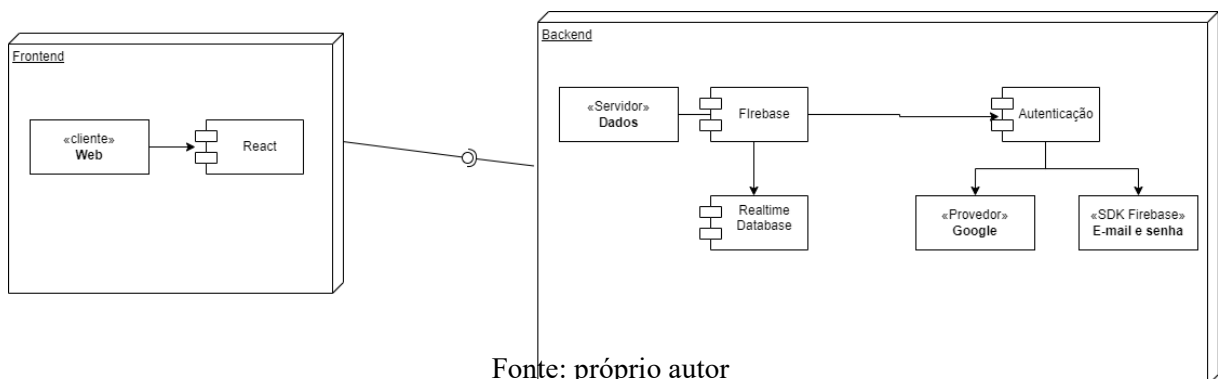 Frontend
«cliente»
Web
React
Backend
«Servidor»
Dados
FIrebase
Autenticação
Realtime
Database
«Provedor»
Google
«SDK Firebase»
E-mail e senha
Fonte: próprio autor